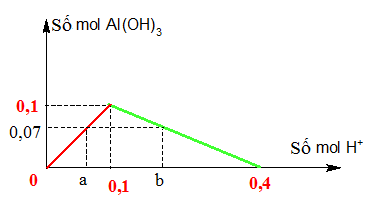 Số mol Al(OH)₃
0,1
0,07
Số mol H⁺
0
a
0,1
b
0,4